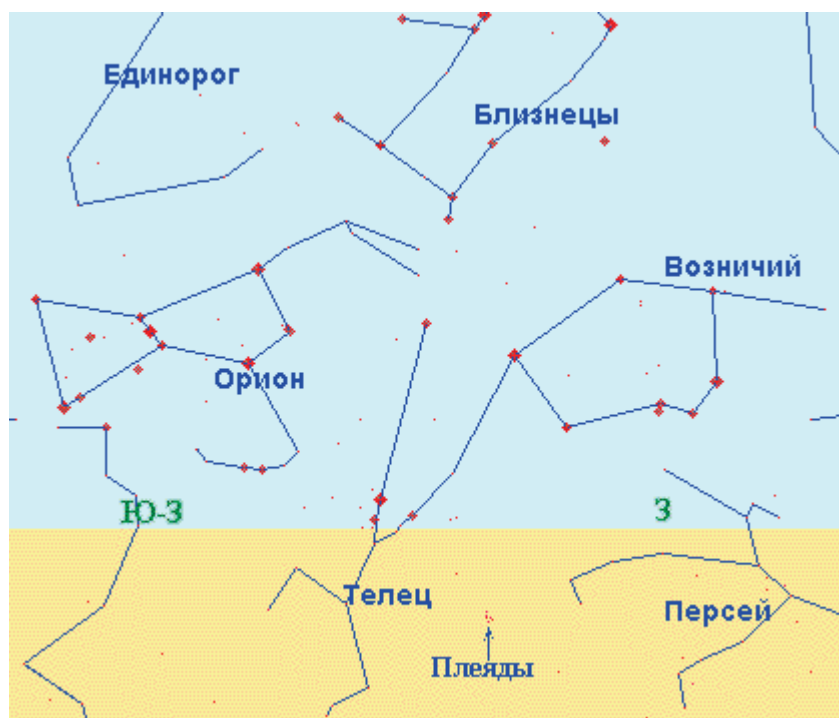 Единорог
Близнецы
Возничий
Орион
Ю-З
З
Телец
Персей
Плеяды